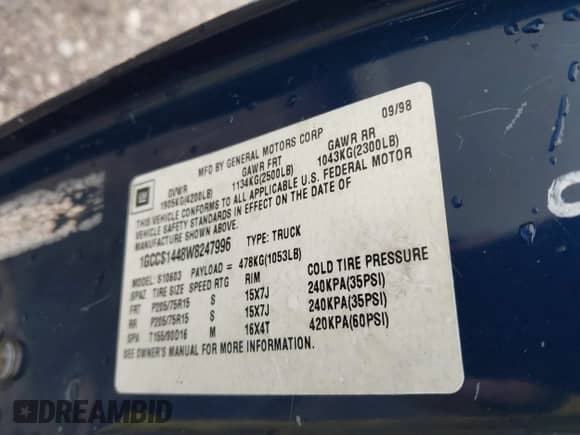 09/98
MFD BY GENERAL MOTORS CORP
GM
GVWR GAWR FRT GAWR RR
1905KG(4200LB) 1134KG(2500LB) 1043KG(2300LB)
THIS VEHICLE CONFORMS TO ALL APPLICABLE U.S. FEDERAL MOTOR
VEHICLE SAFETY STANDARDS IN EFFECT ON THE DATE OF
MANUFACTURE SHOWN ABOVE.
1GCCS1448W8247996 TYPE: TRUCK
MODEL: S10603 PAYLOAD = 478KG(1053LB)
SPAZ TIRE SIZE SPEED RTG RIM COLD TIRE PRESSURE
FRT P205/75R15 S 15X7J 240KPA(35PSI)
RR P205/75R15 S 15X7J 240KPA(35PSI)
SPA T155/90D16 M 16X4T 420KPA(60PSI)
SEE OWNER'S MANUAL FOR MORE INFORMATION.
DREAMBID